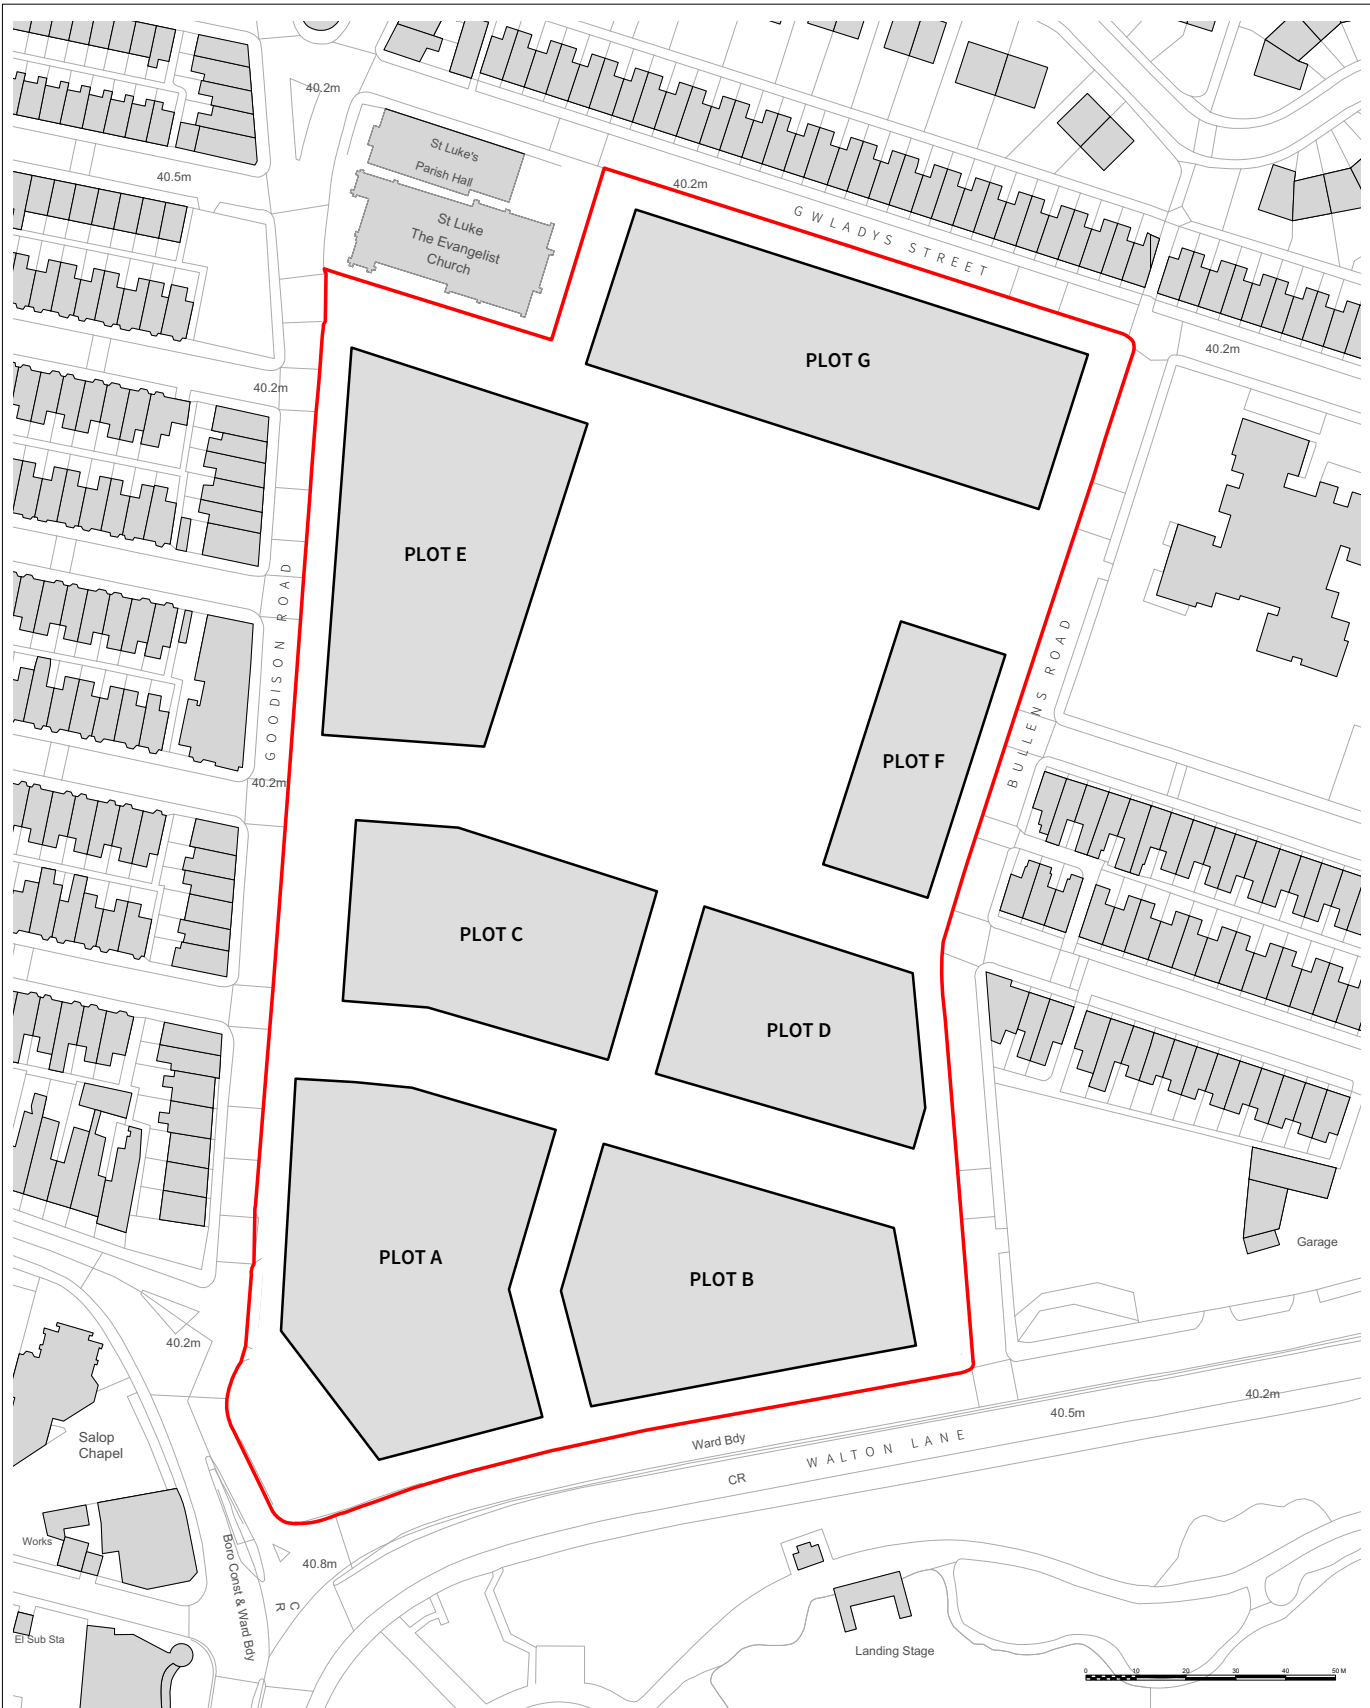 40.2m
St Luke's
Parish Hall
40.5m
40.2m
St Luke
The Evangelist
Church
GWLADYS STREET
40.2m
PLOT G
40.2m
PLOT E
GOODISON ROAD
BULLENS ROAD
PLOT F
40.2m
PLOT C
PLOT D
PLOT A
PLOT B
Garage
40.2m
40.2m
40.5m
Salop
Chapel
Ward Bdy
WALTON LANE
CR
Works
Boro Const & Ward Bdy
40.8m
C
R
El Sub Sta
Landing Stage
0 10 20 30 40 50 M